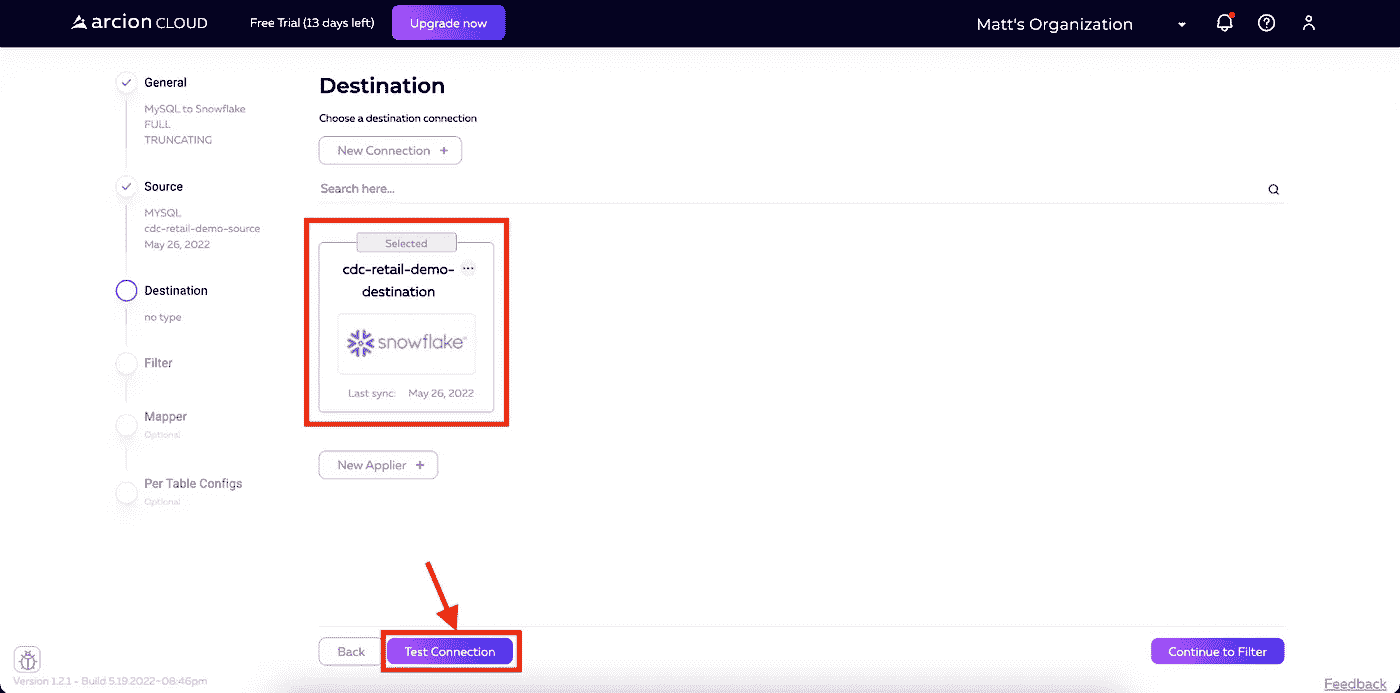 arcion CLOUD
Free Trial (13 days left)
Upgrade now
Matt's Organization
General
MySQL to Snowflake
FULL
TRUNCATING
Source
MYSQL
cdc-retail-demo-source
May 26, 2022
Destination
no type
Filter
Mapper
Optional
Per Table Configs
Optional
Destination
Choose a destination connection
New Connection +
Search here...
Selected
cdc-retail-demo- ...
destination
snowflake
Last sync: May 26, 2022
New Applier +
Back
Test Connection
Continue to Filter
Version 1.2.1 - Build 5.19.2022~08:46pm
Feedback